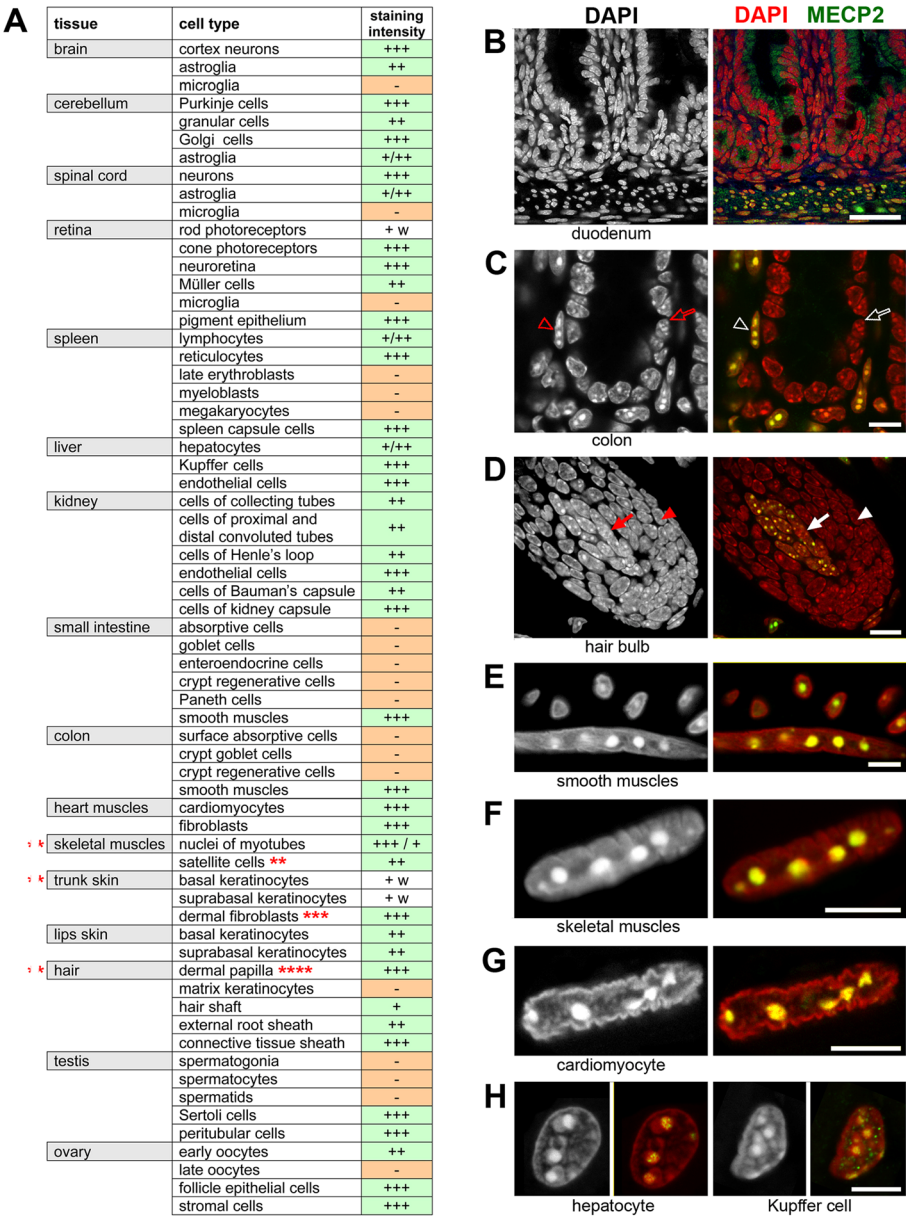 A
tissue cell type staining intensity
brain cortex neurons +++
astroglia ++
microglia -
cerebellum Purkinje cells +++
granular cells ++
Golgi cells +++
astroglia +/++
spinal cord neurons +++
astroglia +/++
microglia -
retina rod photoreceptors + w
cone photoreceptors +++
neuroretina +++
Müller cells ++
microglia -
pigment epithelium +++
spleen lymphocytes +/++
reticulocytes +++
late erythroblasts -
myeloblasts -
megakaryocytes -
spleen capsule cells +++
liver hepatocytes +/++
Kupffer cells +++
endothelial cells +++
kidney cells of collecting tubes ++
cells of proximal and
distal convoluted tubes ++
cells of Henle's loop ++
endothelial cells +++
cells of Bauman's capsule ++
cells of kidney capsule +++
small intestine absorptive cells -
goblet cells -
enteroendocrine cells -
crypt regenerative cells -
Paneth cells -
smooth muscles +++
colon surface absorptive cells -
crypt goblet cells -
crypt regenerative cells -
smooth muscles +++
heart muscles cardiomyocytes +++
fibroblasts +++
** skeletal muscles nuclei of myotubes +++ / +
satellite cells ** ++
** trunk skin basal keratinocytes + w
suprabasal keratinocytes + w
dermal fibroblasts *** +++
lips skin basal keratinocytes ++
suprabasal keratinocytes ++
** hair dermal papilla **** +++
matrix keratinocytes -
hair shaft +
external root sheath ++
connective tissue sheath +++
testis spermatogonia -
spermatocytes -
spermatids -
Sertoli cells +++
peritubular cells +++
ovary early oocytes ++
late oocytes -
follicle epithelial cells +++
stromal cells +++
DAPI DAPI MECP2
B
duodenum
C
colon
D
hair bulb
E
smooth muscles
F
skeletal muscles
G
cardiomyocyte
H
hepatocyte Kupffer cell